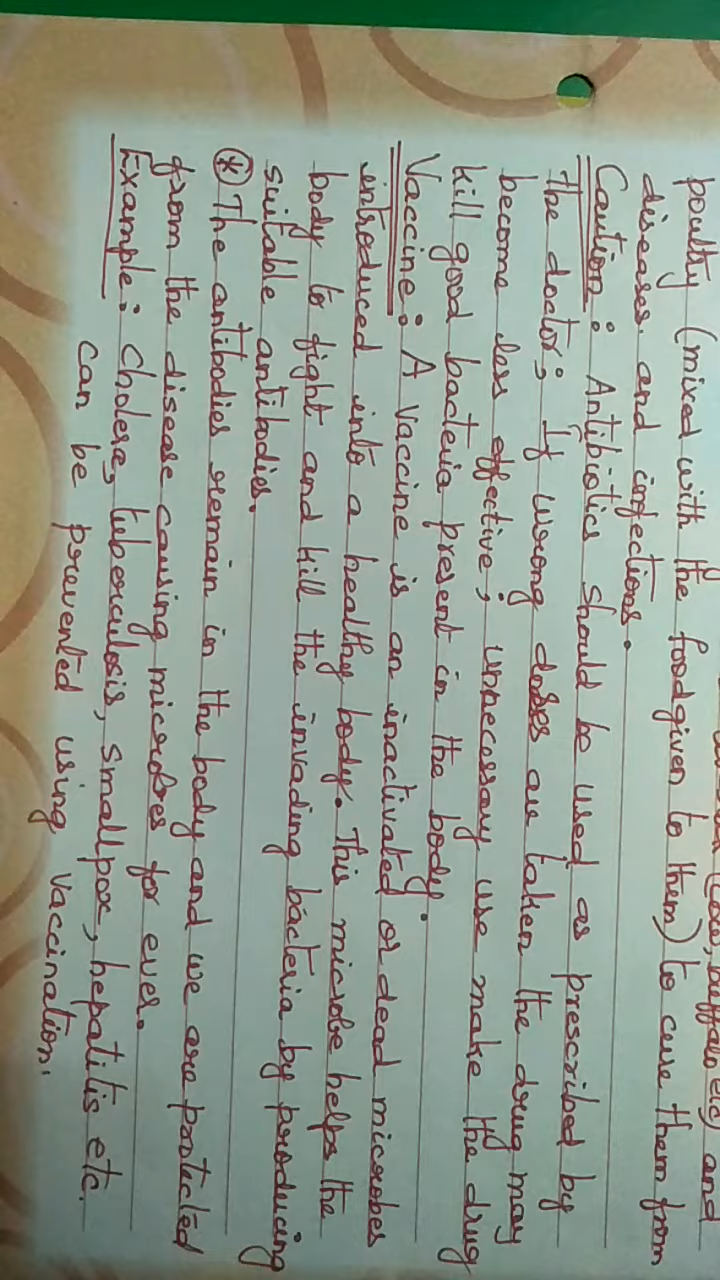 (Cow, buffalo etc) and
poultry (mixed with the food given to them) to cure them from
diseases and infections.
Caution: Antibiotics should be used as prescribed by
the doctor; If wrong doses are taken the drug may
become less effective; unnecessary use make the drug
kill good bacteria present in the body.
Vaccine: A vaccine is an inactivated or dead microbes
introduced into a healthy body. This microbe helps the
body to fight and kill the invading bacteria by producing
suitable antibodies.
* The antibodies remain in the body and we are protected
from the disease causing microbes for ever.
Example: Cholera, tuberculosis, smallpox, hepatitis etc.
can be prevented using vaccination.